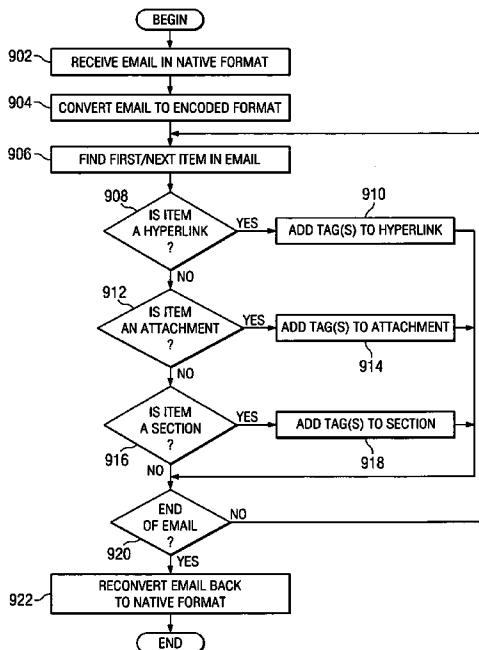 BEGIN
902
RECEIVE EMAIL IN NATIVE FORMAT
904
CONVERT EMAIL TO ENCODED FORMAT
906
FIND FIRST/NEXT ITEM IN EMAIL
908
IS ITEM
A HYPERLINK
?
YES
910
ADD TAG(S) TO HYPERLINK
NO
912
IS ITEM
AN ATTACHMENT
?
YES
ADD TAG(S) TO ATTACHMENT
914
NO
IS ITEM
A SECTION
?
916
YES
ADD TAG(S) TO SECTION
918
NO
END
OF EMAIL
?
920
NO
YES
922
RECONVERT EMAIL BACK
TO NATIVE FORMAT
END